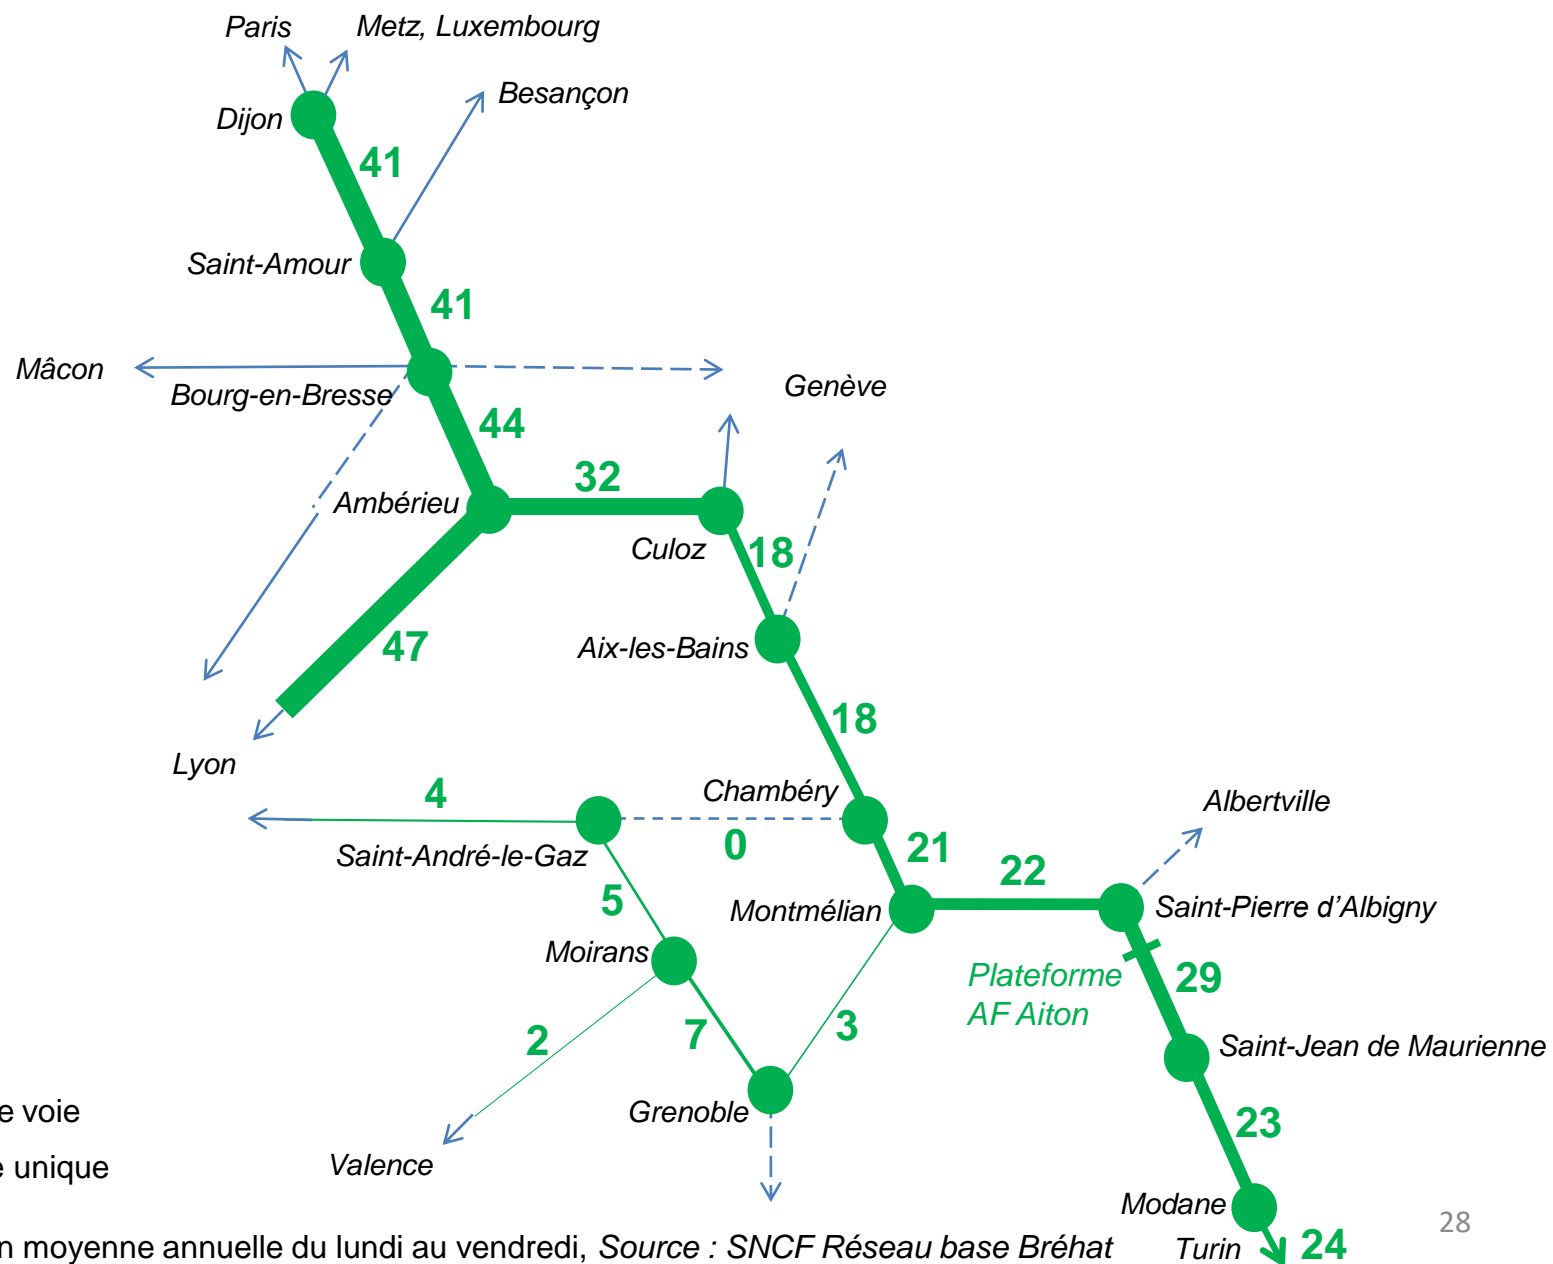 Paris
Metz, Luxembourg
Besançon
Dijon
41
Saint-Amour
41
Mâcon
Bourg-en-Bresse
Genève
44
32
Ambérieu
Culoz
18
47
Aix-les-Bains
18
Lyon
4
Chambéry
Albertville
0
21
22
Saint-André-le-Gaz
5
Montmélian
Saint-Pierre d’Albigny
Moirans
Plateforme
AF Aiton
29
2
7
3
Saint-Jean de Maurienne
Grenoble
23
e voie
unique
Valence
Modane
28
n moyenne annuelle du lundi au vendredi, Source : SNCF Réseau base Bréhat
Turin
24